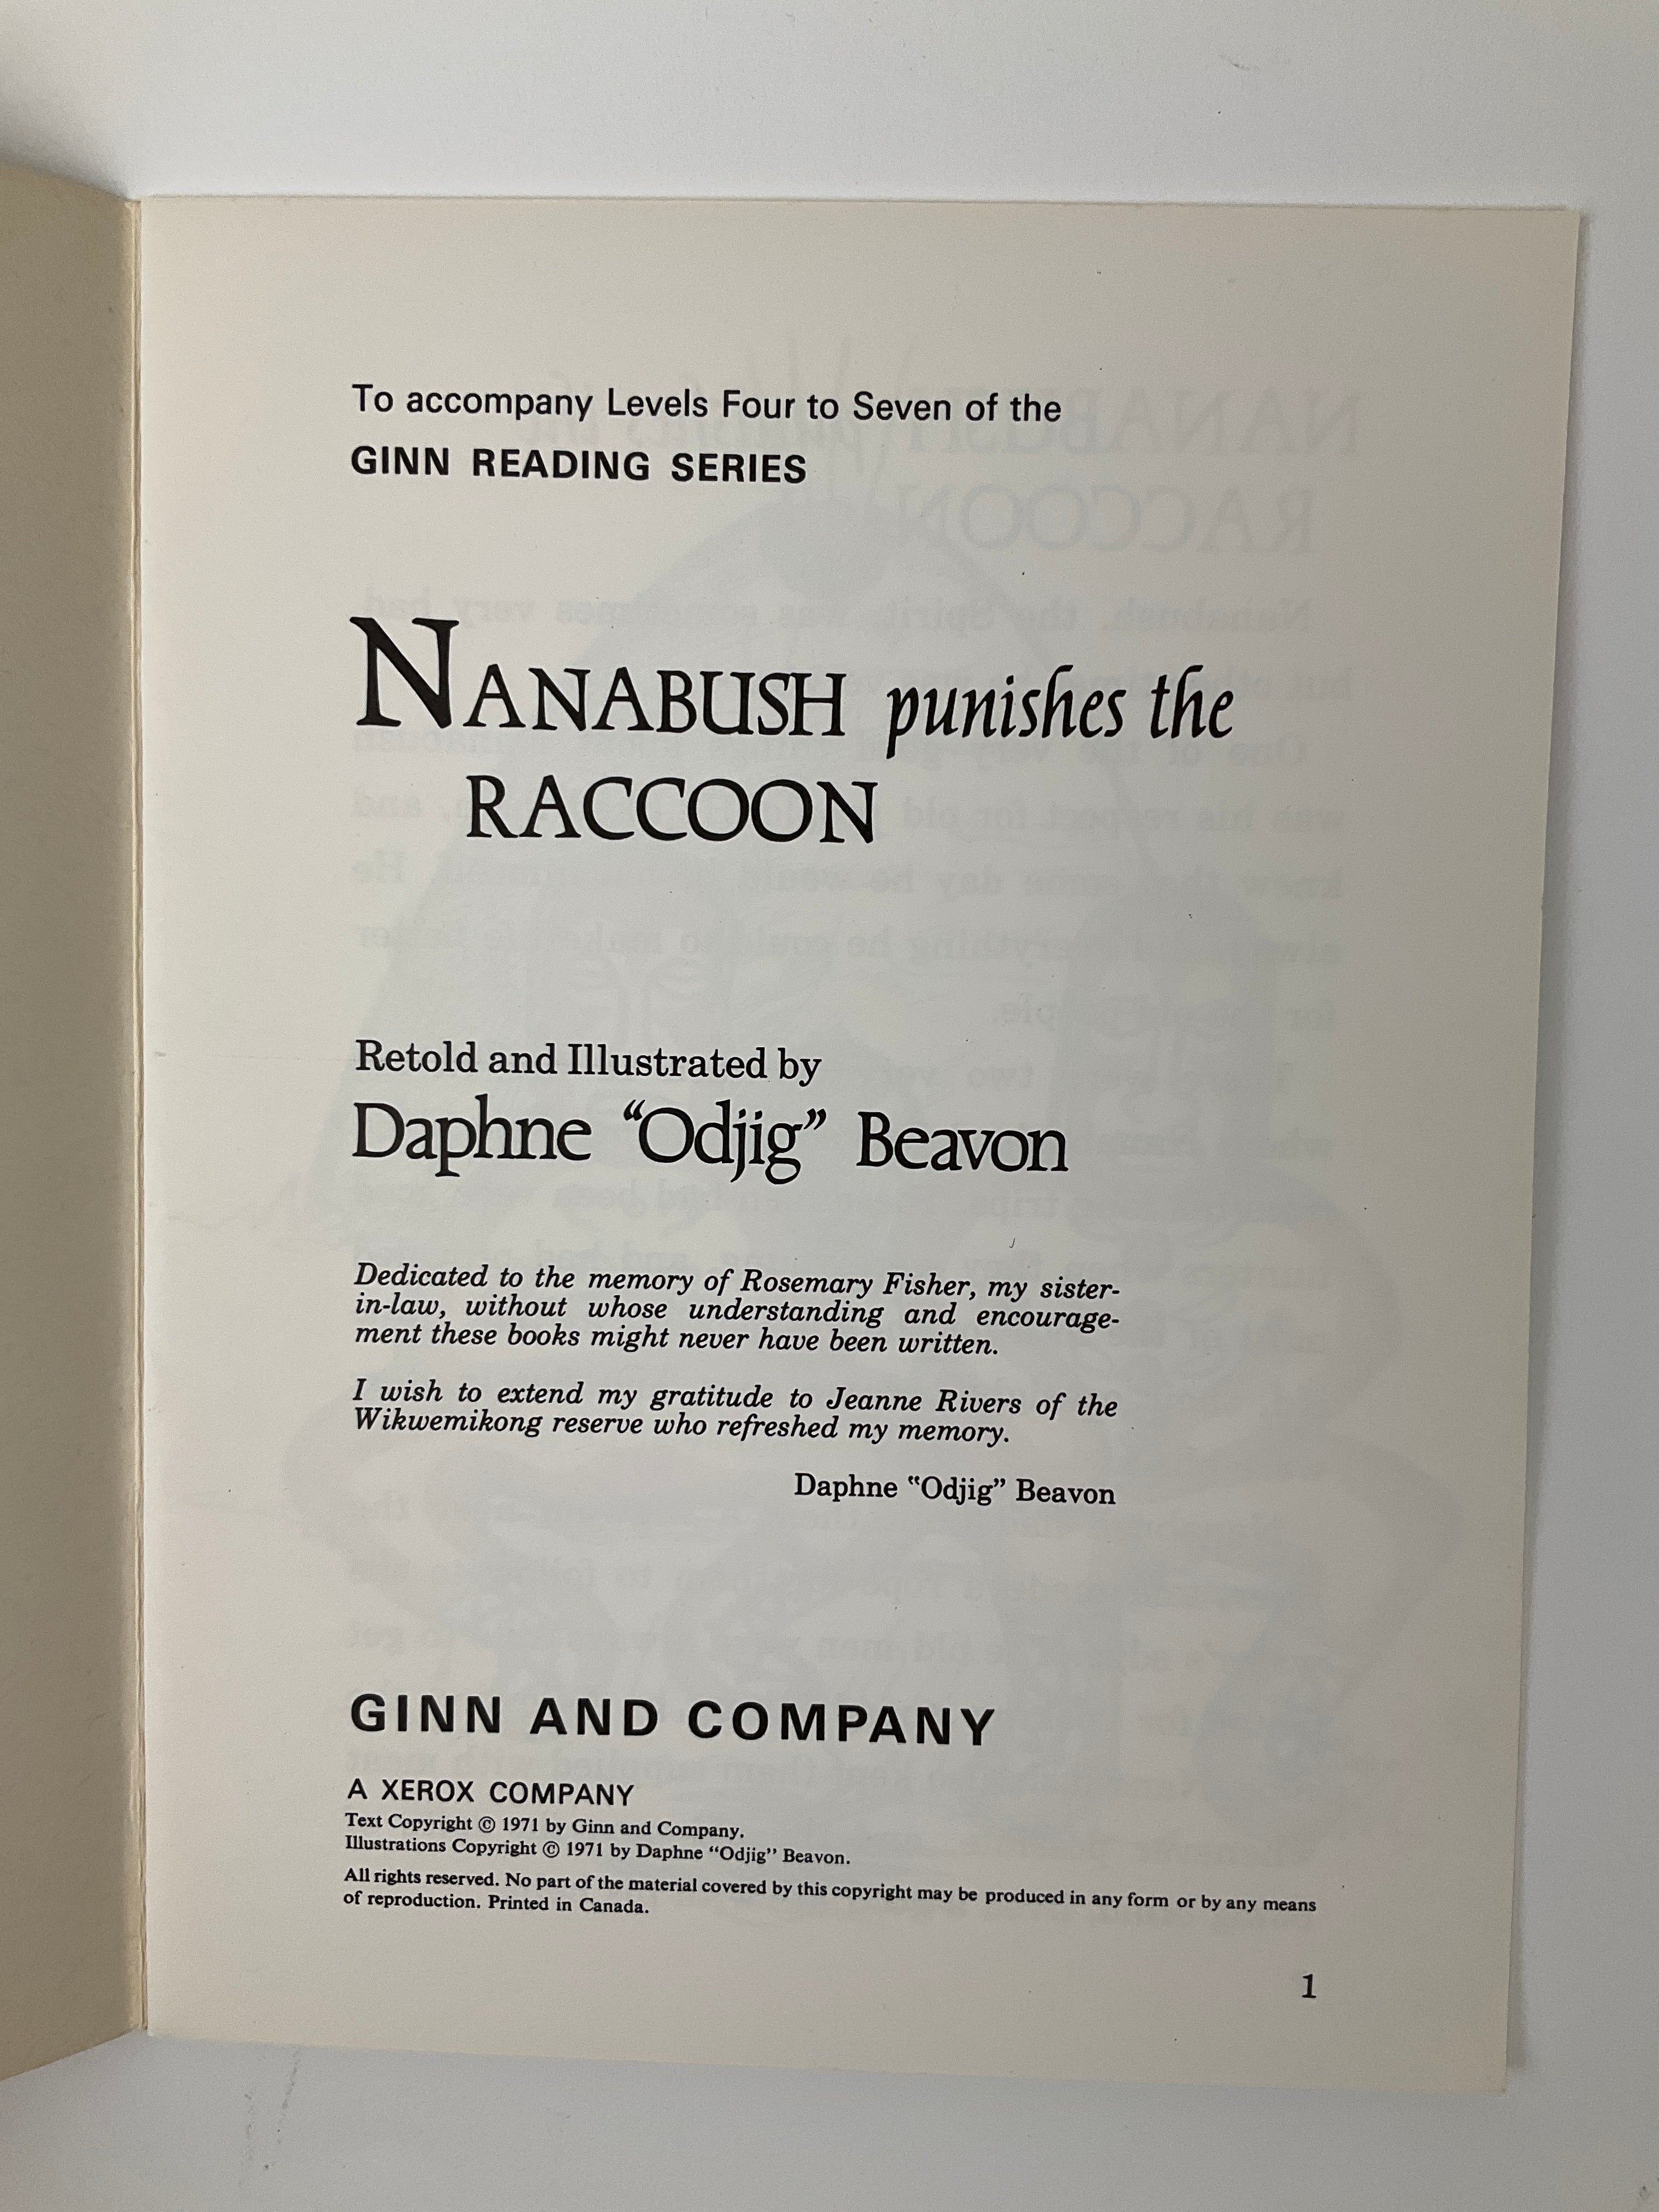 To accompany Levels Four to Seven of the
GINN READING SERIES
NANABUSH punishes the
RACCOON
Retold and Illustrated by
Daphne “Odjig” Beavon
Dedicated to the memory of Rosemary Fisher, my sister-
in-law, without whose understanding and encourage-
ment these books might never have been written.
I wish to extend my gratitude to Jeanne Rivers of the
Wikwemikong reserve who refreshed my memory.
Daphne “Odjig” Beavon
GINN AND COMPANY
A XEROX COMPANY
Text Copyright © 1971 by Ginn and Company.
Illustrations Copyright © 1971 by Daphne “Odjig” Beavon.
All rights reserved. No part of the material covered by this copyright may be produced in any form or by any means
of reproduction. Printed in Canada.
1